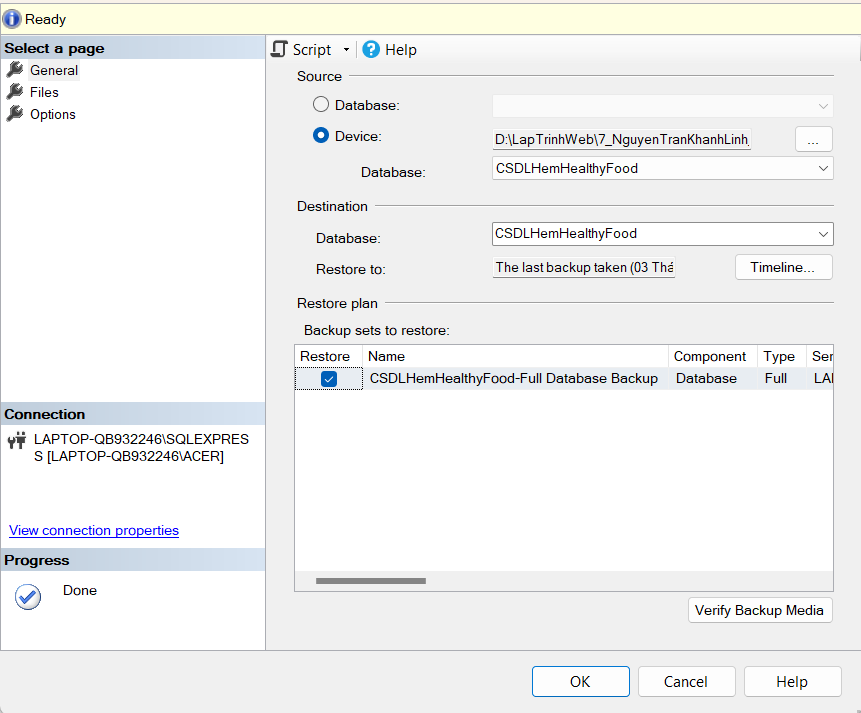 Ready
Select a page
General
Files
Options
Script
Help
Source
Database:
Device:
D:\LapTrinhWeb\7_NguyenTranKhanhLinh_
...
Database:
CSDLHemHealthyFood
Destination
Database:
CSDLHemHealthyFood
Restore to:
The last backup taken (03 Thá
Timeline...
Restore plan
Backup sets to restore:
Restore Name Component Type Ser
CSDLHemHealthyFood-Full Database Backup Database Full LAI
Verify Backup Media
Connection
LAPTOP-QB932246\SQLEXPRES
S [LAPTOP-QB932246\ACER]
View connection properties
Progress
Done
OK
Cancel
Help